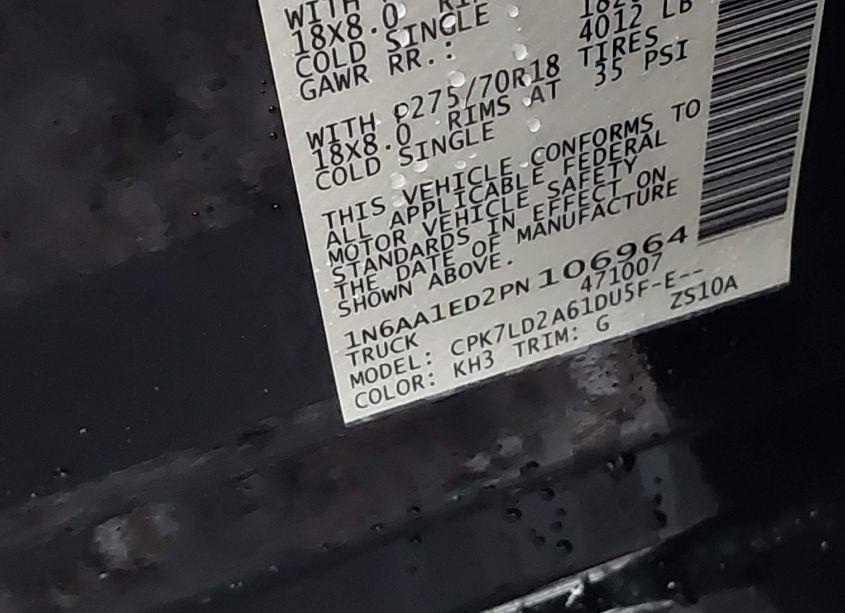 WITH
18X8.0
COLD SINGLE
GAWR RR.: 4012 LB
WITH P275/70R18 TIRES
18X8.0 RIMS AT 35 PSI
COLD SINGLE
THIS VEHICLE CONFORMS TO
ALL APPLICABLE FEDERAL
MOTOR VEHICLE SAFETY
STANDARDS IN EFFECT ON
THE DATE OF MANUFACTURE
SHOWN ABOVE.
1N6AA1ED2PN106964
TRUCK 471007
MODEL: CPK7LD2A61DU5F-E--
COLOR: KH3 TRIM: G ZS10A